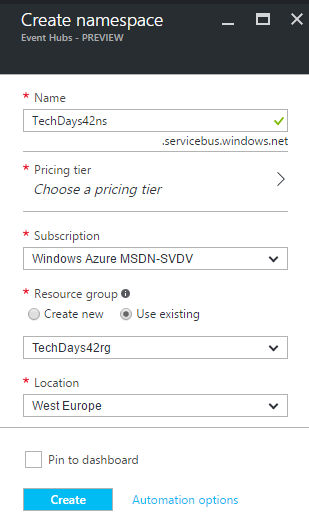 Create namespace
Event Hubs - PREVIEW
* Name
TechDays42ns
.servicebus.windows.net
* Pricing tier
Choose a pricing tier
* Subscription
Windows Azure MSDN-SVDV
* Resource group
Create new Use existing
TechDays42rg
* Location
West Europe
Pin to dashboard
Create Automation options